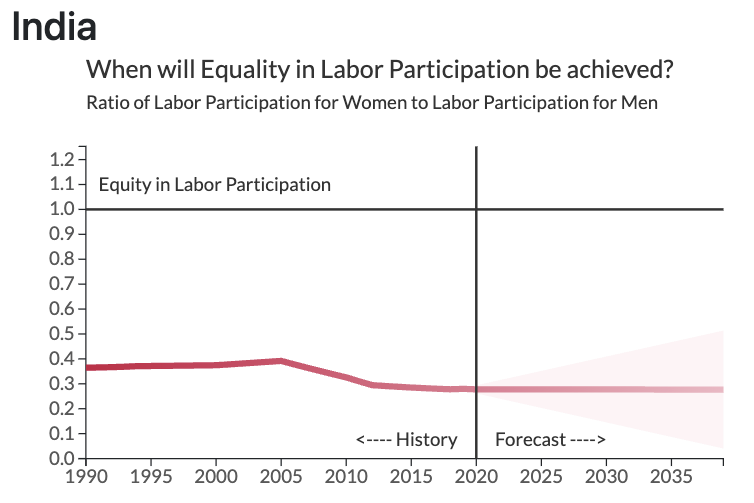 India
When will Equality in Labor Participation be achieved?
Ratio of Labor Participation for Women to Labor Participation for Men
1.2
1.1
Equity in Labor Participation
1.0
0.9
0.8
0.7
0.6
0.5
0.4
0.3
0.2
0.1
<---- History
Forecast ---->
0.0
1990 1995 2000 2005 2010 2015 2020 2025 2030 2035